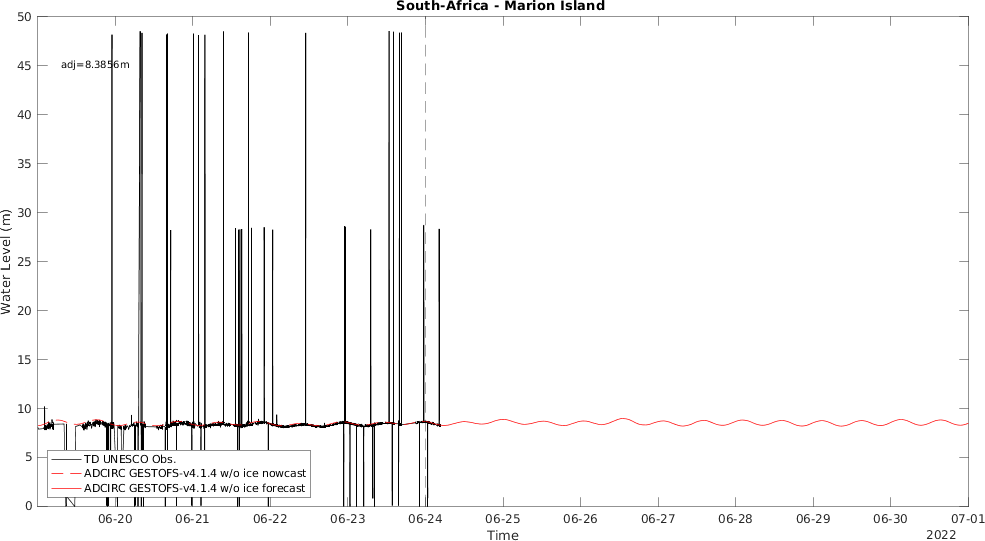 South-Africa - Marion Island
adj=8.3856m
50
45
40
35
30
25
20
15
10
5
0
Water Level (m)
TD UNESCO Obs.
ADCIRC GESTOFS-v4.1.4 w/o ice nowcast
ADCIRC GESTOFS-v4.1.4 w/o ice forecast
06-20 06-21 06-22 06-23 06-24 06-25 06-26 06-27 06-28 06-29 06-30 07-01
Time
2022